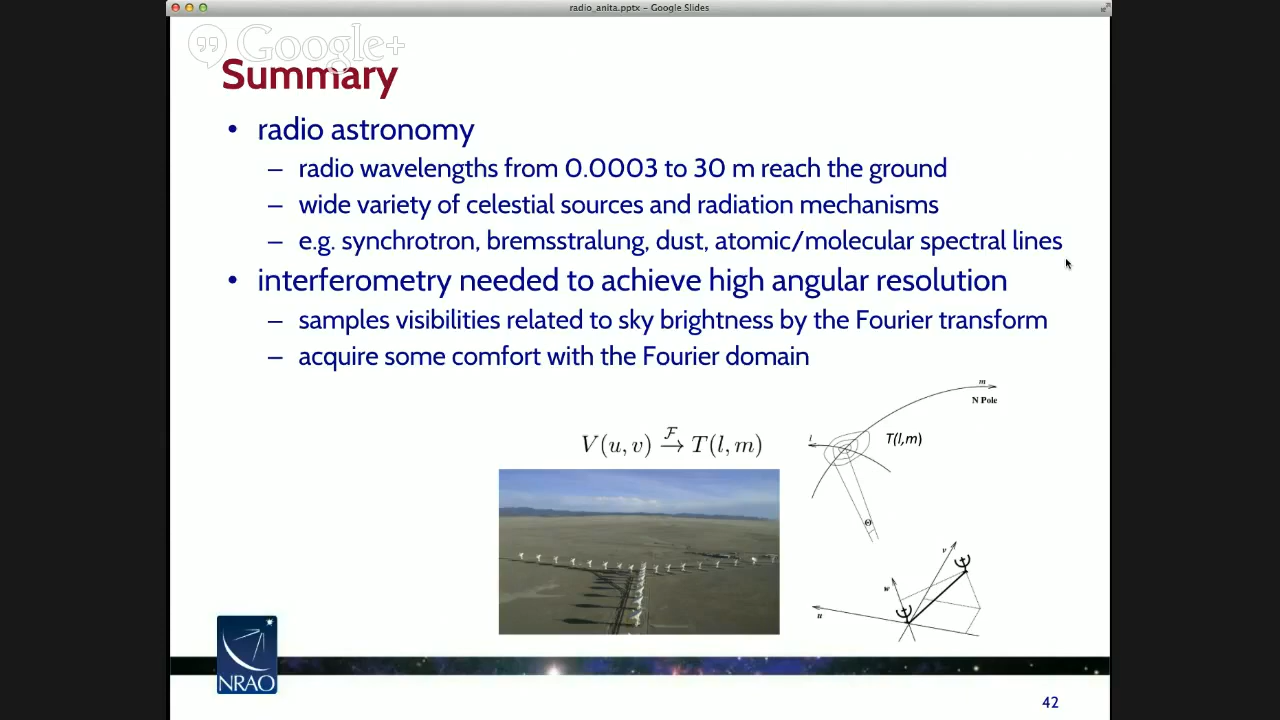 radio_anita.pptx – Google Slides
Google+
Summary
• radio astronomy
– radio wavelengths from 0.0003 to 30 m reach the ground
– wide variety of celestial sources and radiation mechanisms
– e.g. synchrotron, bremsstralung, dust, atomic/molecular spectral lines
• interferometry needed to achieve high angular resolution
– samples visibilities related to sky brightness by the Fourier transform
– acquire some comfort with the Fourier domain
m
N Pole
V(u, v) →ℱ T(l, m)
l
T(l,m)
Θ
v
w
u
NRAO
42